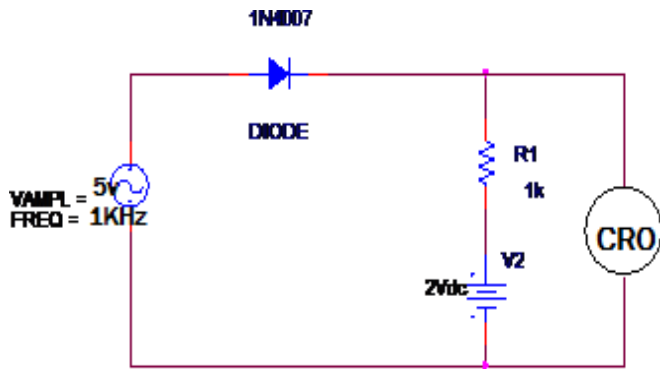 1N4007
DIODE
R1
1k
VAMPL = 5v
FREQ = 1KHz
CRO
V2
2Vdc